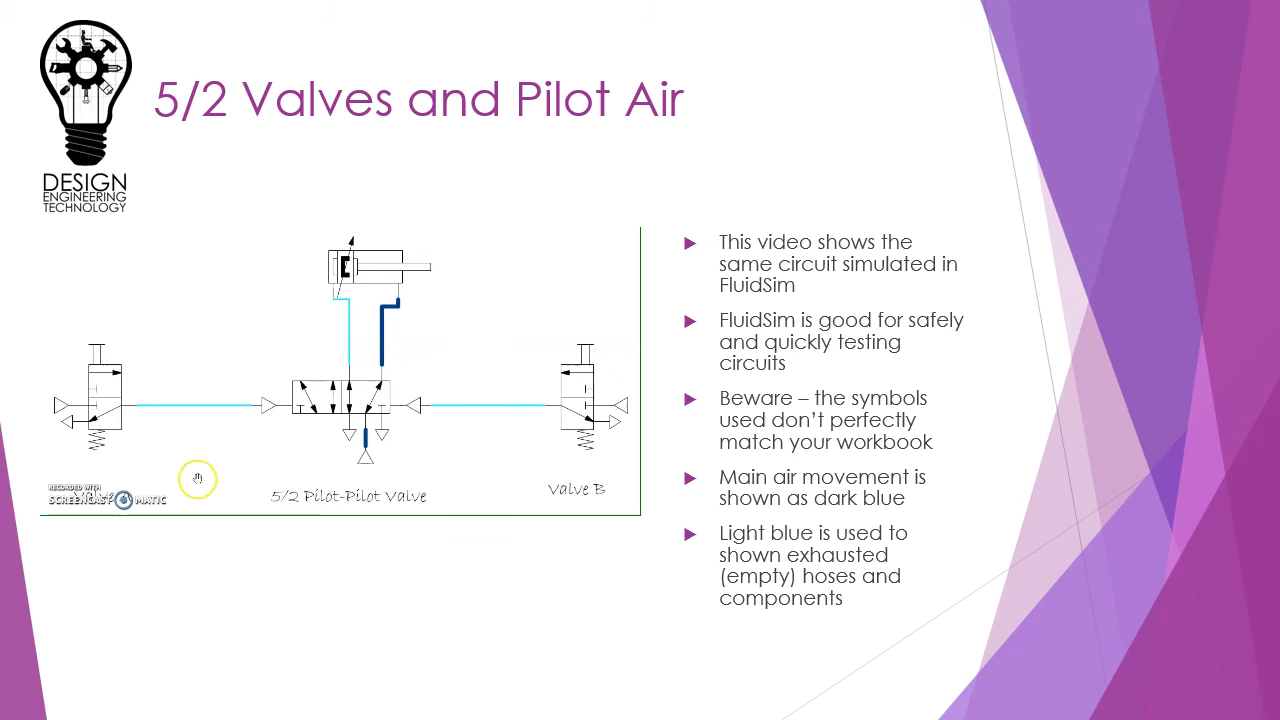 5/2 Valves and Pilot Air
DESIGN
ENGINEERING
TECHNOLOGY
This video shows the
same circuit simulated in
FluidSim
FluidSim is good for safely
and quickly testing
circuits
Beware – the symbols
used don't perfectly
match your workbook
Main air movement is
shown as dark blue
Light blue is used to
shown exhausted
(empty) hoses and
components
RECORDED WITH
SCREENCAST MATIC
5/2 Pilot-Pilot Valve
Valve B